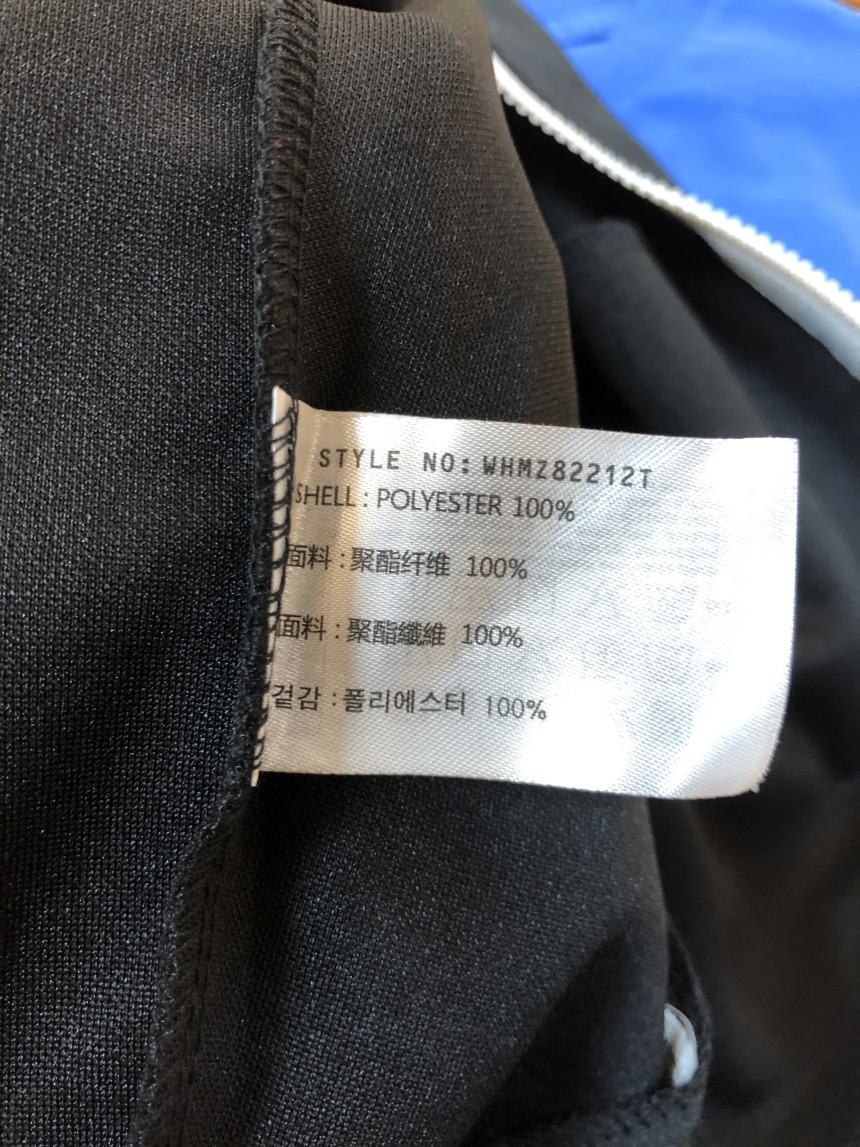 STYLE NO: WHMZ82212T
SHELL : POLYESTER 100%
面料 : 聚酯纤维 100%
面料 : 聚酯纖維 100%
겉감 : 폴리에스터 100%